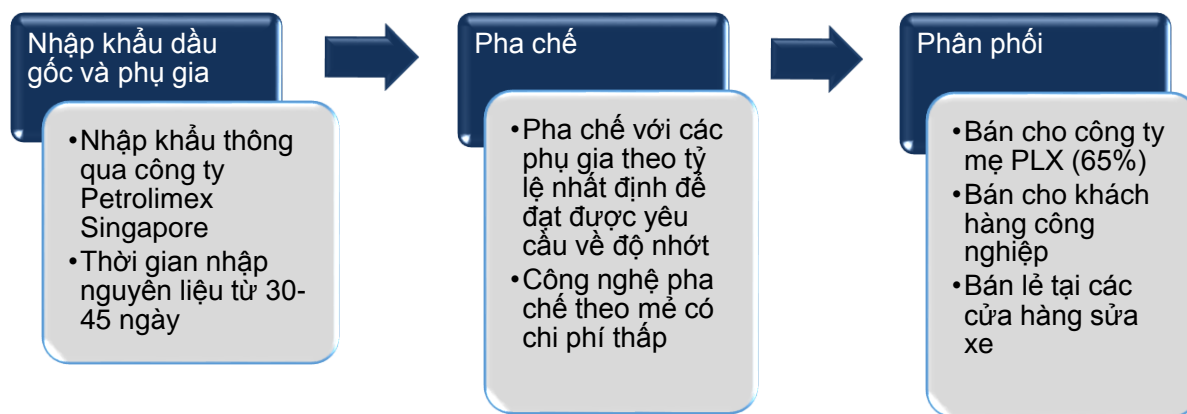 Nhập khẩu dầu
gốc và phụ gia
•Nhập khẩu thông
qua công ty
Petrolimex
Singapore
•Thời gian nhập
nguyên liệu từ 30-
45 ngày
Pha chế
•Pha chế với các
phụ gia theo tỷ
lệ nhất định để
đạt được yêu
cầu về độ nhớt
•Công nghệ pha
chế theo mẻ có
chi phí thấp
Phân phối
•Bán cho công ty
mẹ PLX (65%)
•Bán cho khách
hàng công
nghiệp
•Bán lẻ tại các
cửa hàng sửa
xe